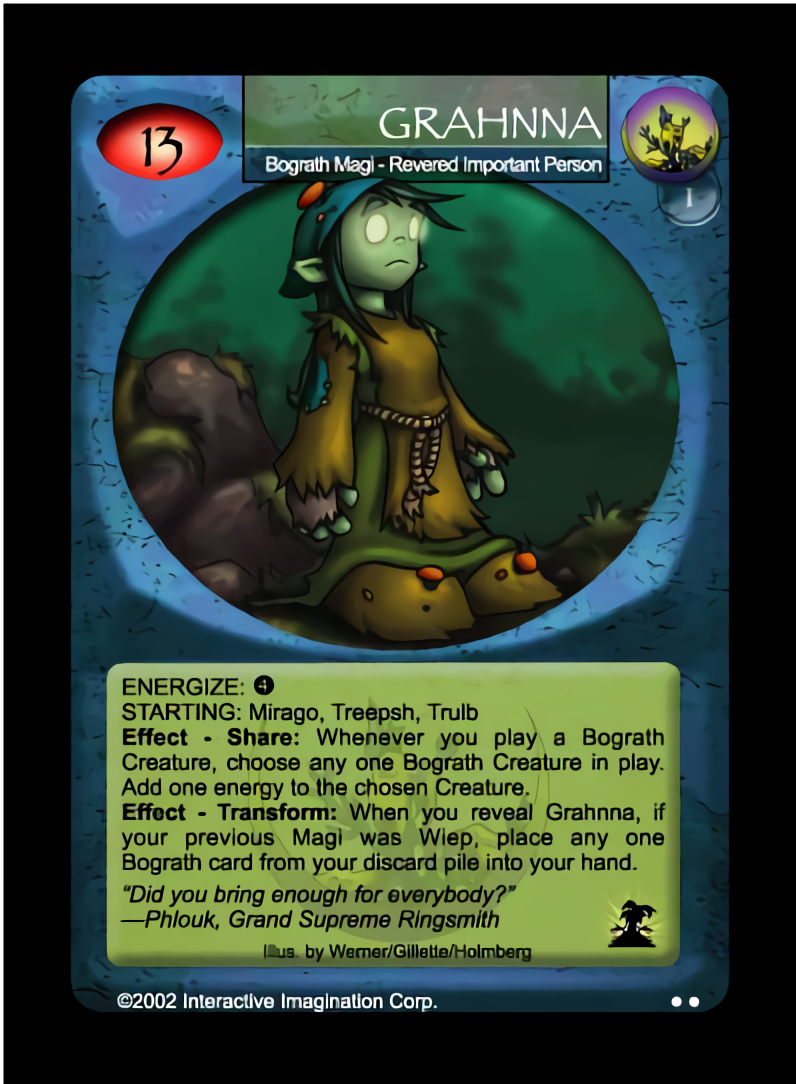 13
GRAHNNA
Bograth Magi - Revered Important Person
I
ENERGIZE: 4
STARTING: Mirago, Treepsh, Trulb
Effect - Share: Whenever you play a Bograth
Creature, choose any one Bograth Creature in play.
Add one energy to the chosen Creature.
Effect - Transform: When you reveal Grahnna, if
your previous Magi was Wiep, place any one
Bograth card from your discard pile into your hand.
"Did you bring enough for everybody?"
—Phlouk, Grand Supreme Ringsmith
Illus. by Werner/Gillette/Holmberg
©2002 Interactive Imagination Corp.